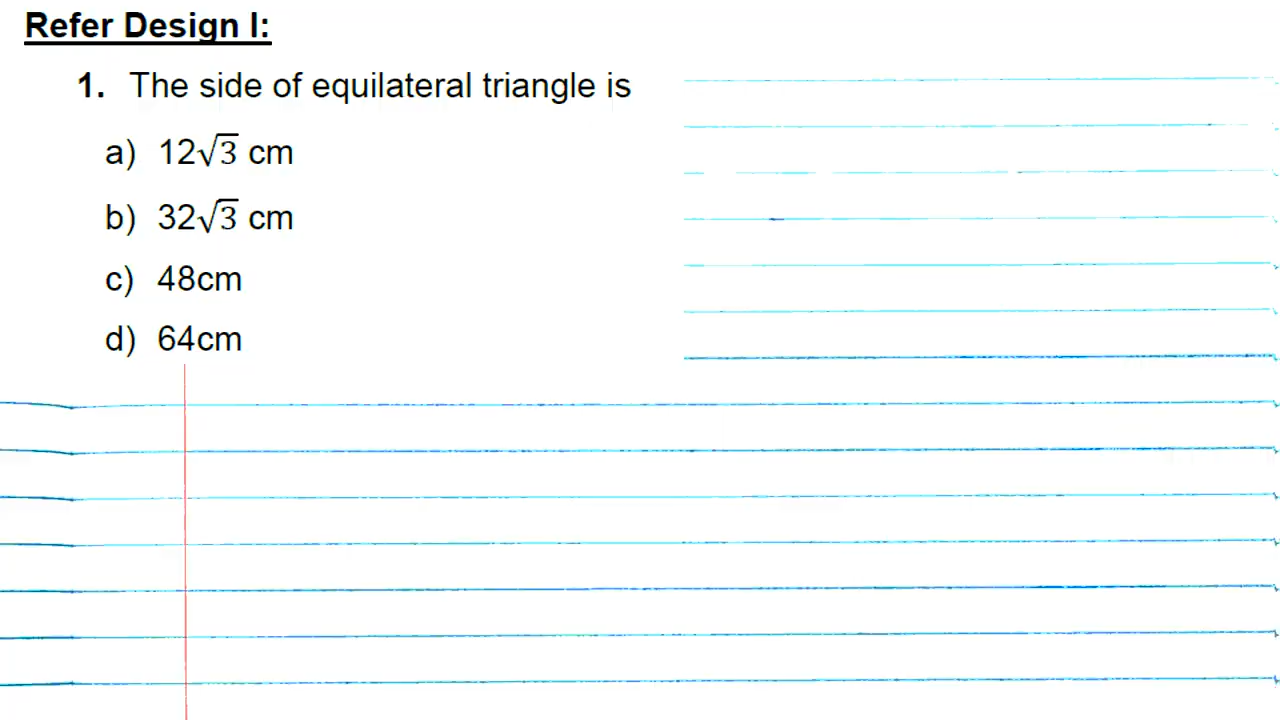 Refer Design I:
1. The side of equilateral triangle is
a) 12√3 cm
b) 32√3 cm
c) 48cm
d) 64cm